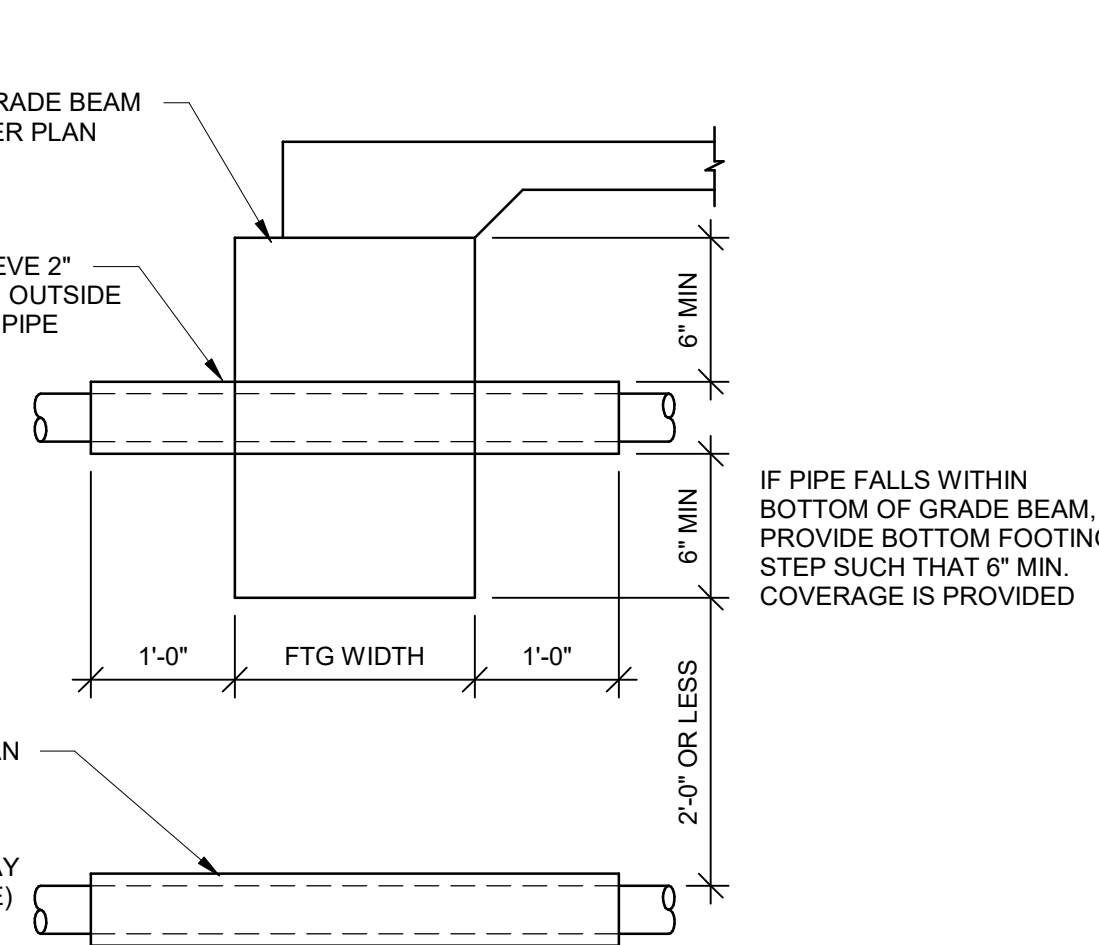 RADE BEAM
ER PLAN
EVE 2"
OUTSIDE
PIPE
6" MIN
6" MIN
IF PIPE FALLS WITHIN
BOTTOM OF GRADE BEAM,
PROVIDE BOTTOM FOOTING
STEP SUCH THAT 6" MIN.
COVERAGE IS PROVIDED
1'-0"
FTG WIDTH
1'-0"
2'-0" OR LESS
AN
AY
E)